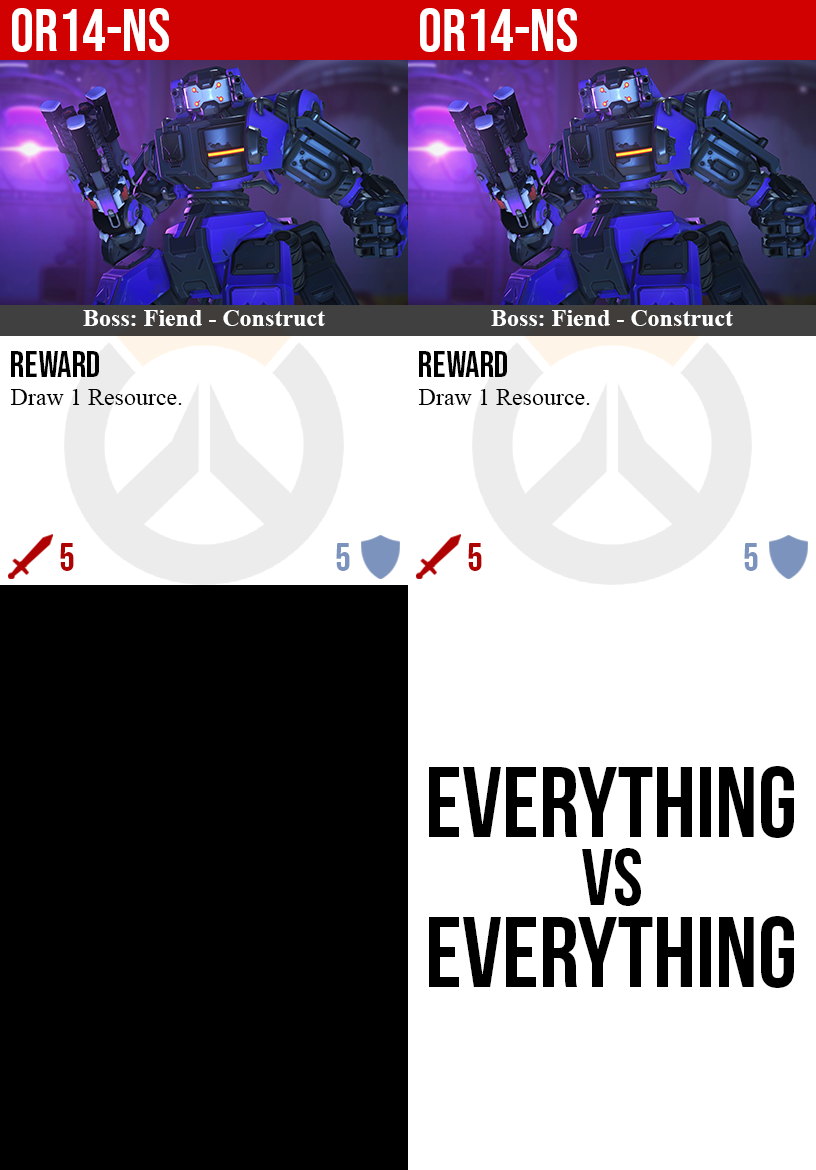 OR14-NS
Boss: Fiend - Construct
REWARD
Draw 1 Resource.
5
5
OR14-NS
Boss: Fiend - Construct
REWARD
Draw 1 Resource.
5
5
EVERYTHING
VS
EVERYTHING